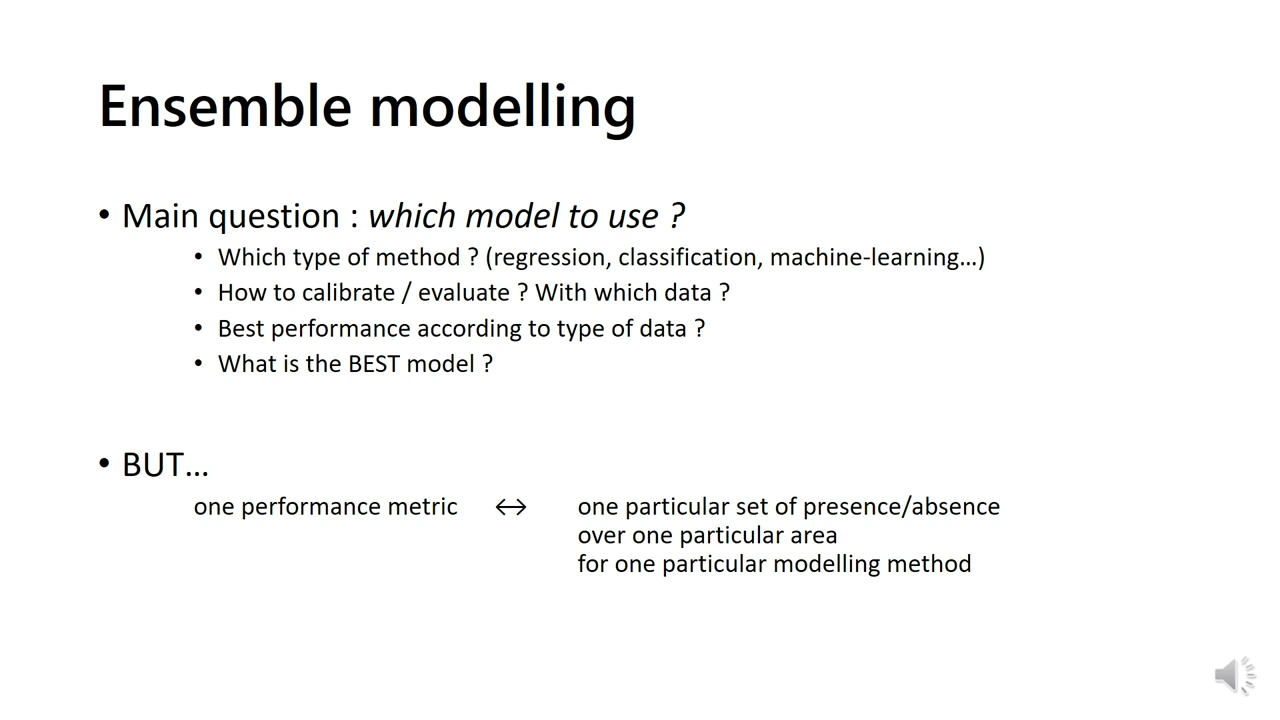 Ensemble modelling
• Main question : which model to use ?
• Which type of method ? (regression, classification, machine-learning…)
• How to calibrate / evaluate ? With which data ?
• Best performance according to type of data ?
• What is the BEST model ?
• BUT…
one performance metric ↔ one particular set of presence/absence
over one particular area
for one particular modelling method